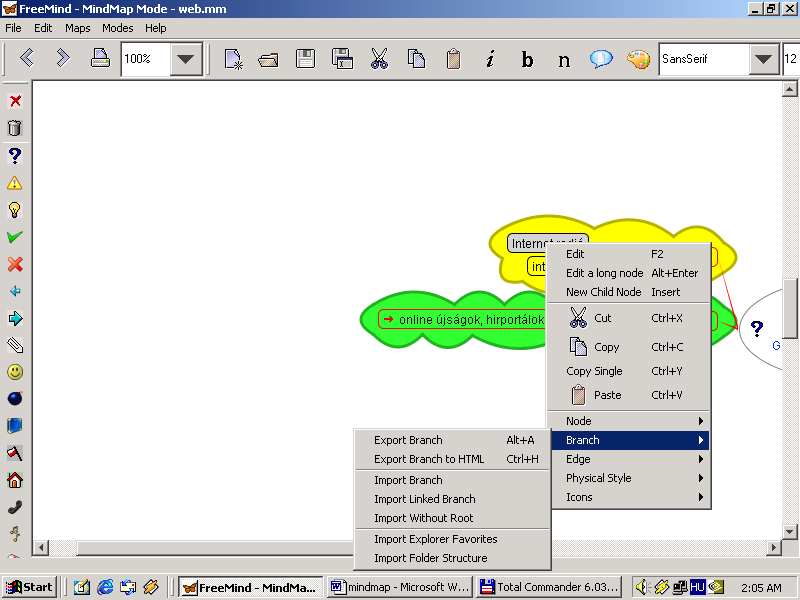 FreeMind - MindMap Mode - web.mm
File Edit Maps Modes Help
100%
i b n
SansSerif
12
Internet rádió
int
→ online újságok, hirportálok
?
G
Edit F2
Edit a long node Alt+Enter
New Child Node Insert
Cut Ctrl+X
Copy Ctrl+C
Copy Single Ctrl+Y
Paste Ctrl+V
Node
Branch
Edge
Physical Style
Icons
Export Branch Alt+A
Export Branch to HTML Ctrl+H
Import Branch
Import Linked Branch
Import Without Root
Import Explorer Favorites
Import Folder Structure
Start
FreeMind - MindMa...
mindmap - Microsoft W...
Total Commander 6.03...
HU
2:05 AM